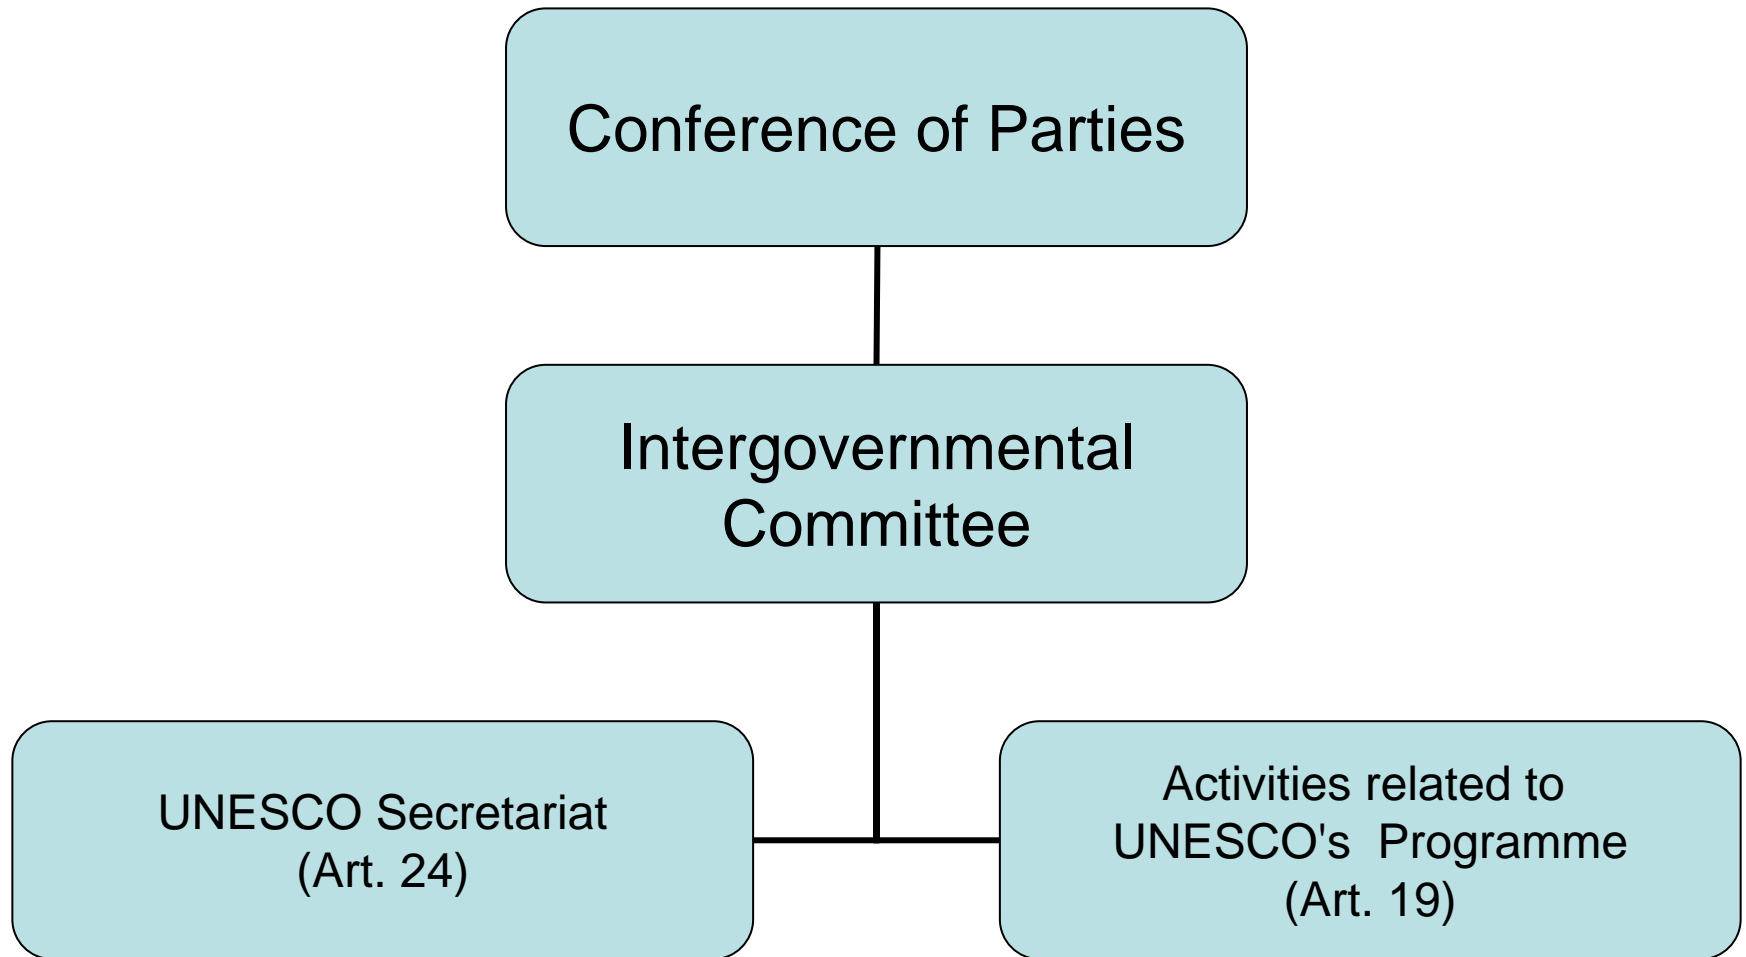 Conference of Parties
Intergovernmental
Committee
UNESCO Secretariat
(Art. 24)
Activities related to
UNESCO's  Programme
(Art. 19)